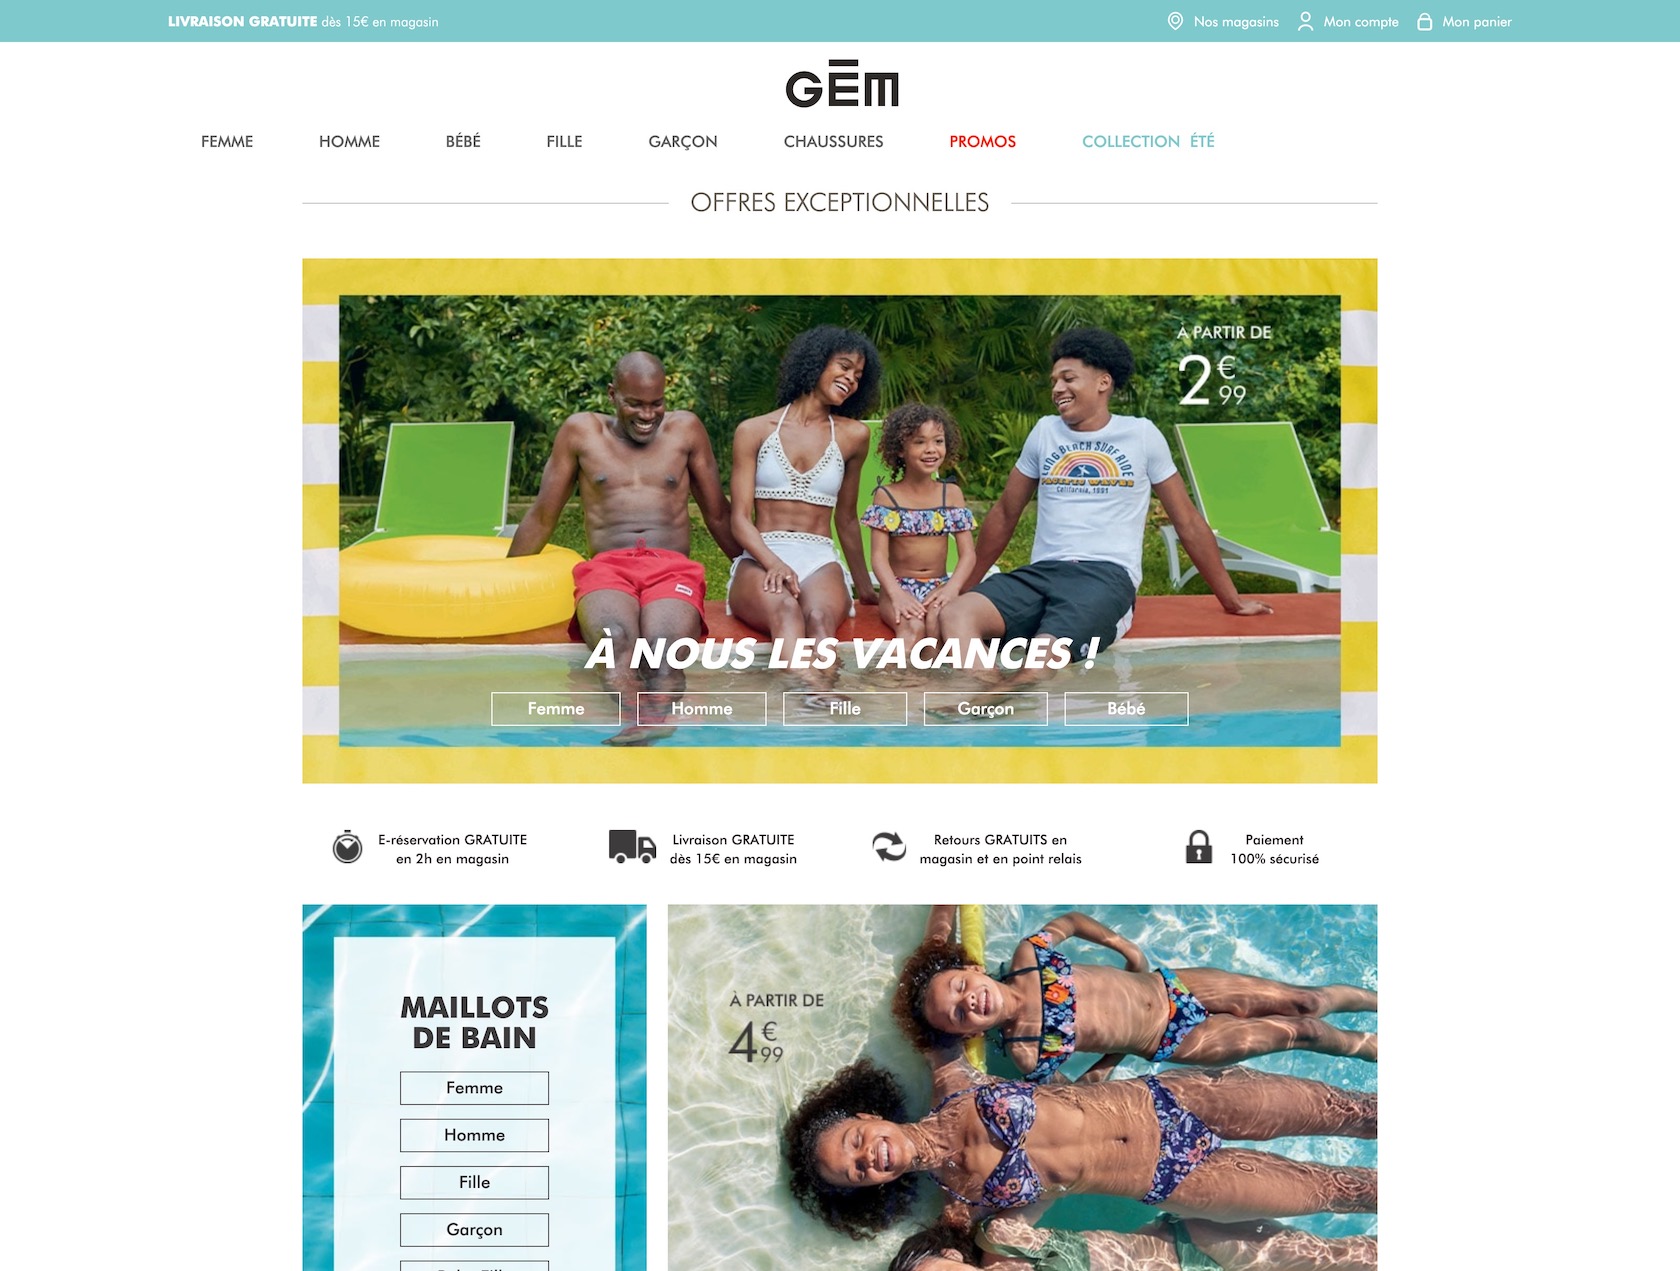 LIVRAISON GRATUITE dès 15€ en magasin
Nos magasins
Mon compte
Mon panier
GĒM
FEMME
HOMME
BÉBÉ
FILLE
GARÇON
CHAUSSURES
PROMOS
COLLECTION ÉTÉ
OFFRES EXCEPTIONNELLES
À PARTIR DE
2€99
LONG BEACH SURF RIDE
PACIFIC WAVES
California, 1991
À NOUS LES VACANCES !
Femme
Homme
Fille
Garçon
Bébé
E-réservation GRATUITE
en 2h en magasin
Livraison GRATUITE
dès 15€ en magasin
Retours GRATUITS en
magasin et en point relais
Paiement
100% sécurisé
MAILLOTS
DE BAIN
Femme
Homme
Fille
Garçon
À PARTIR DE
4€99